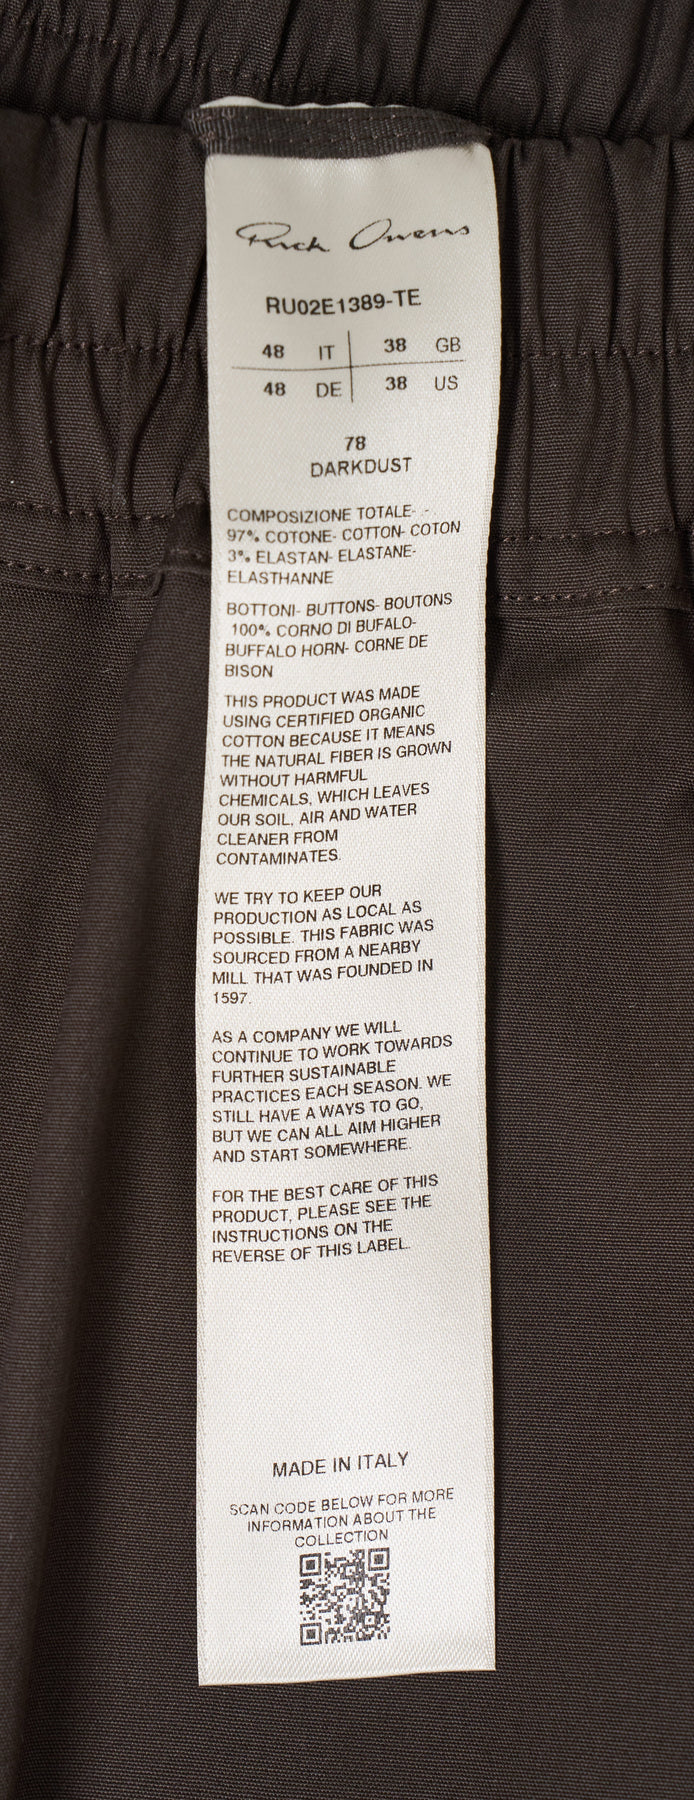 Rick Owens
RU02E1389-TE
48 IT 38 GB
48 DE 38 US
78
DARKDUST
COMPOSIZIONE TOTALE- -
97% COTONE- COTTON- COTON
3% ELASTAN- ELASTANE-
ELASTHANNE
BOTTONI- BUTTONS- BOUTONS
100% CORNO DI BUFALO-
BUFFALO HORN- CORNE DE
BISON
THIS PRODUCT WAS MADE
USING CERTIFIED ORGANIC
COTTON BECAUSE IT MEANS
THE NATURAL FIBER IS GROWN
WITHOUT HARMFUL
CHEMICALS, WHICH LEAVES
OUR SOIL, AIR AND WATER
CLEANER FROM
CONTAMINATES.
WE TRY TO KEEP OUR
PRODUCTION AS LOCAL AS
POSSIBLE. THIS FABRIC WAS
SOURCED FROM A NEARBY
MILL THAT WAS FOUNDED IN
1597.
AS A COMPANY WE WILL
CONTINUE TO WORK TOWARDS
FURTHER SUSTAINABLE
PRACTICES EACH SEASON. WE
STILL HAVE A WAYS TO GO,
BUT WE CAN ALL AIM HIGHER
AND START SOMEWHERE.
FOR THE BEST CARE OF THIS
PRODUCT, PLEASE SEE THE
INSTRUCTIONS ON THE
REVERSE OF THIS LABEL.
MADE IN ITALY
SCAN CODE BELOW FOR MORE
INFORMATION ABOUT THE
COLLECTION